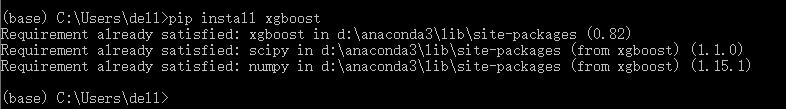 (base) C:\Users\dell>pip install xgboost
Requirement already satisfied: xgboost in d:\anaconda3\lib\site-packages (0.82)
Requirement already satisfied: scipy in d:\anaconda3\lib\site-packages (from xgboost) (1.1.0)
Requirement already satisfied: numpy in d:\anaconda3\lib\site-packages (from xgboost) (1.15.1)
(base) C:\Users\dell>